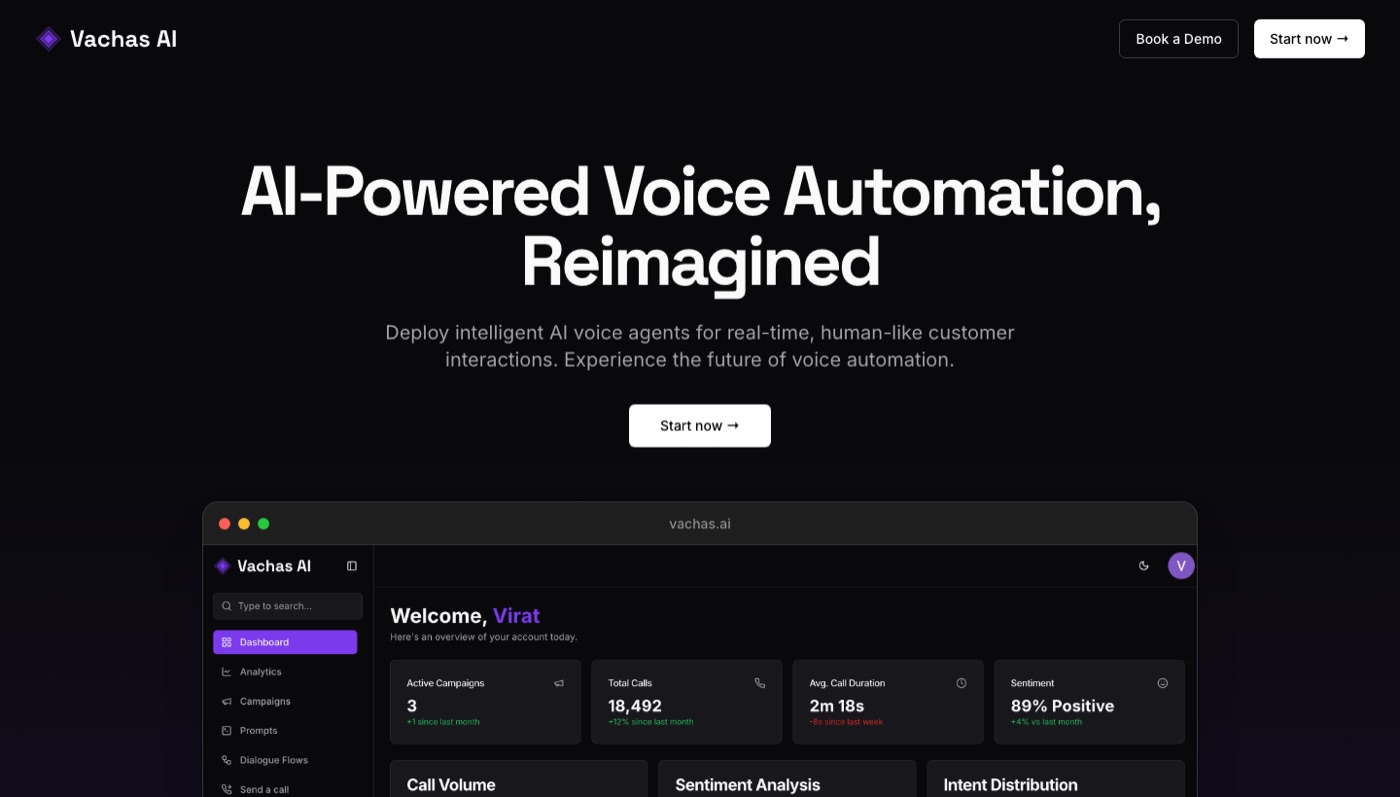 Vachas AI
Book a Demo
Start now →
AI-Powered Voice Automation,
Reimagined
Deploy intelligent AI voice agents for real-time, human-like customer
interactions. Experience the future of voice automation.
Start now →
vachas.ai
Vachas AI
V
Type to search...
Dashboard
Analytics
Campaigns
Prompts
Dialogue Flows
Send a call
Welcome, Virat
Here's an overview of your account today.
Active Campaigns
3
+1 since last month
Total Calls
18,492
+12% since last month
Avg. Call Duration
2m 18s
-8s since last week
Sentiment
89% Positive
+4% vs last month
Call Volume
Sentiment Analysis
Intent Distribution